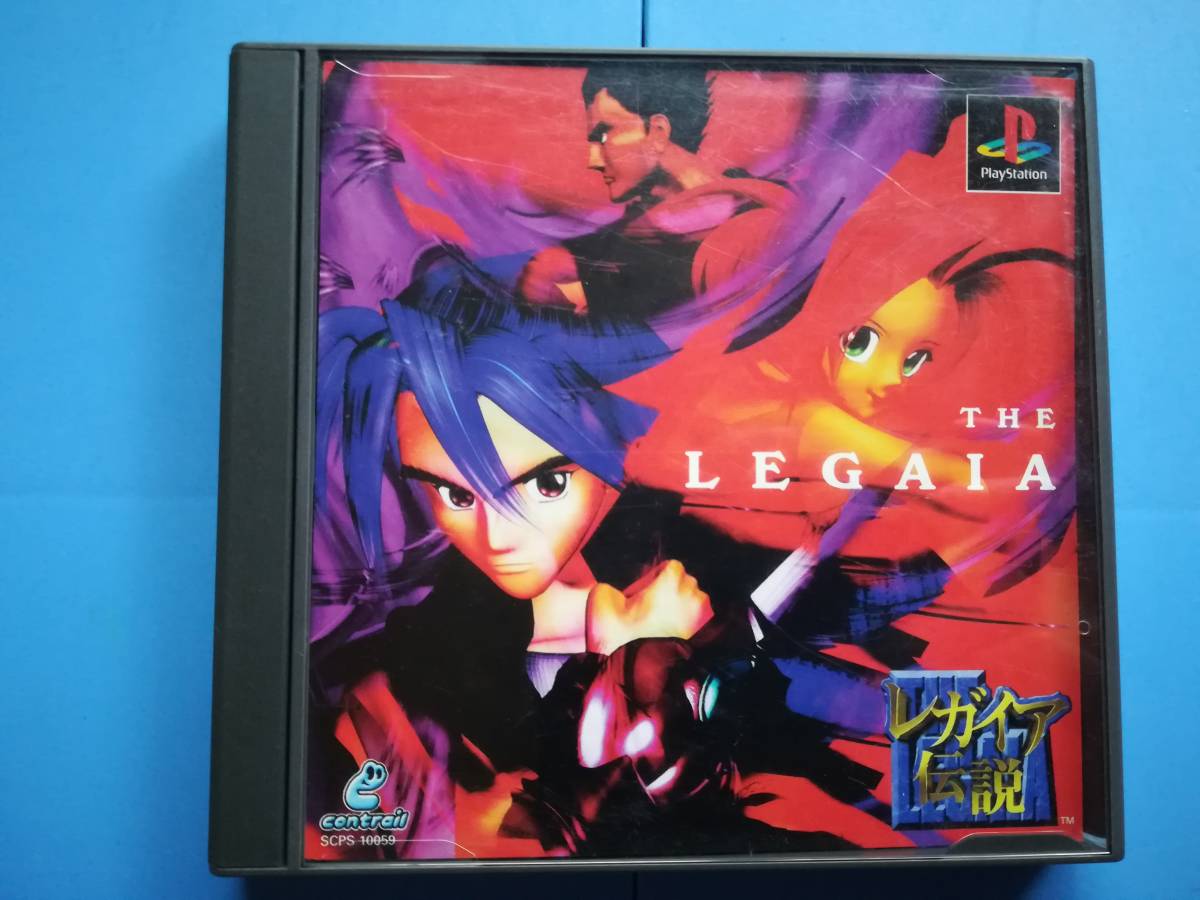 PlayStation
THE
LEGAIA
レガイア
伝説
TM
contrail
SCPS 10059